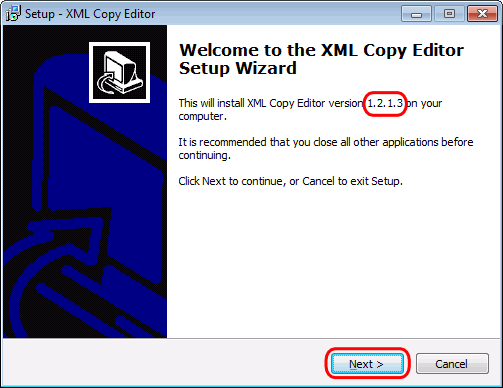 Setup - XML Copy Editor
Welcome to the XML Copy Editor
Setup Wizard
This will install XML Copy Editor version 1.2.1.3 on your
computer.
It is recommended that you close all other applications before
continuing.
Click Next to continue, or Cancel to exit Setup.
Next >
Cancel